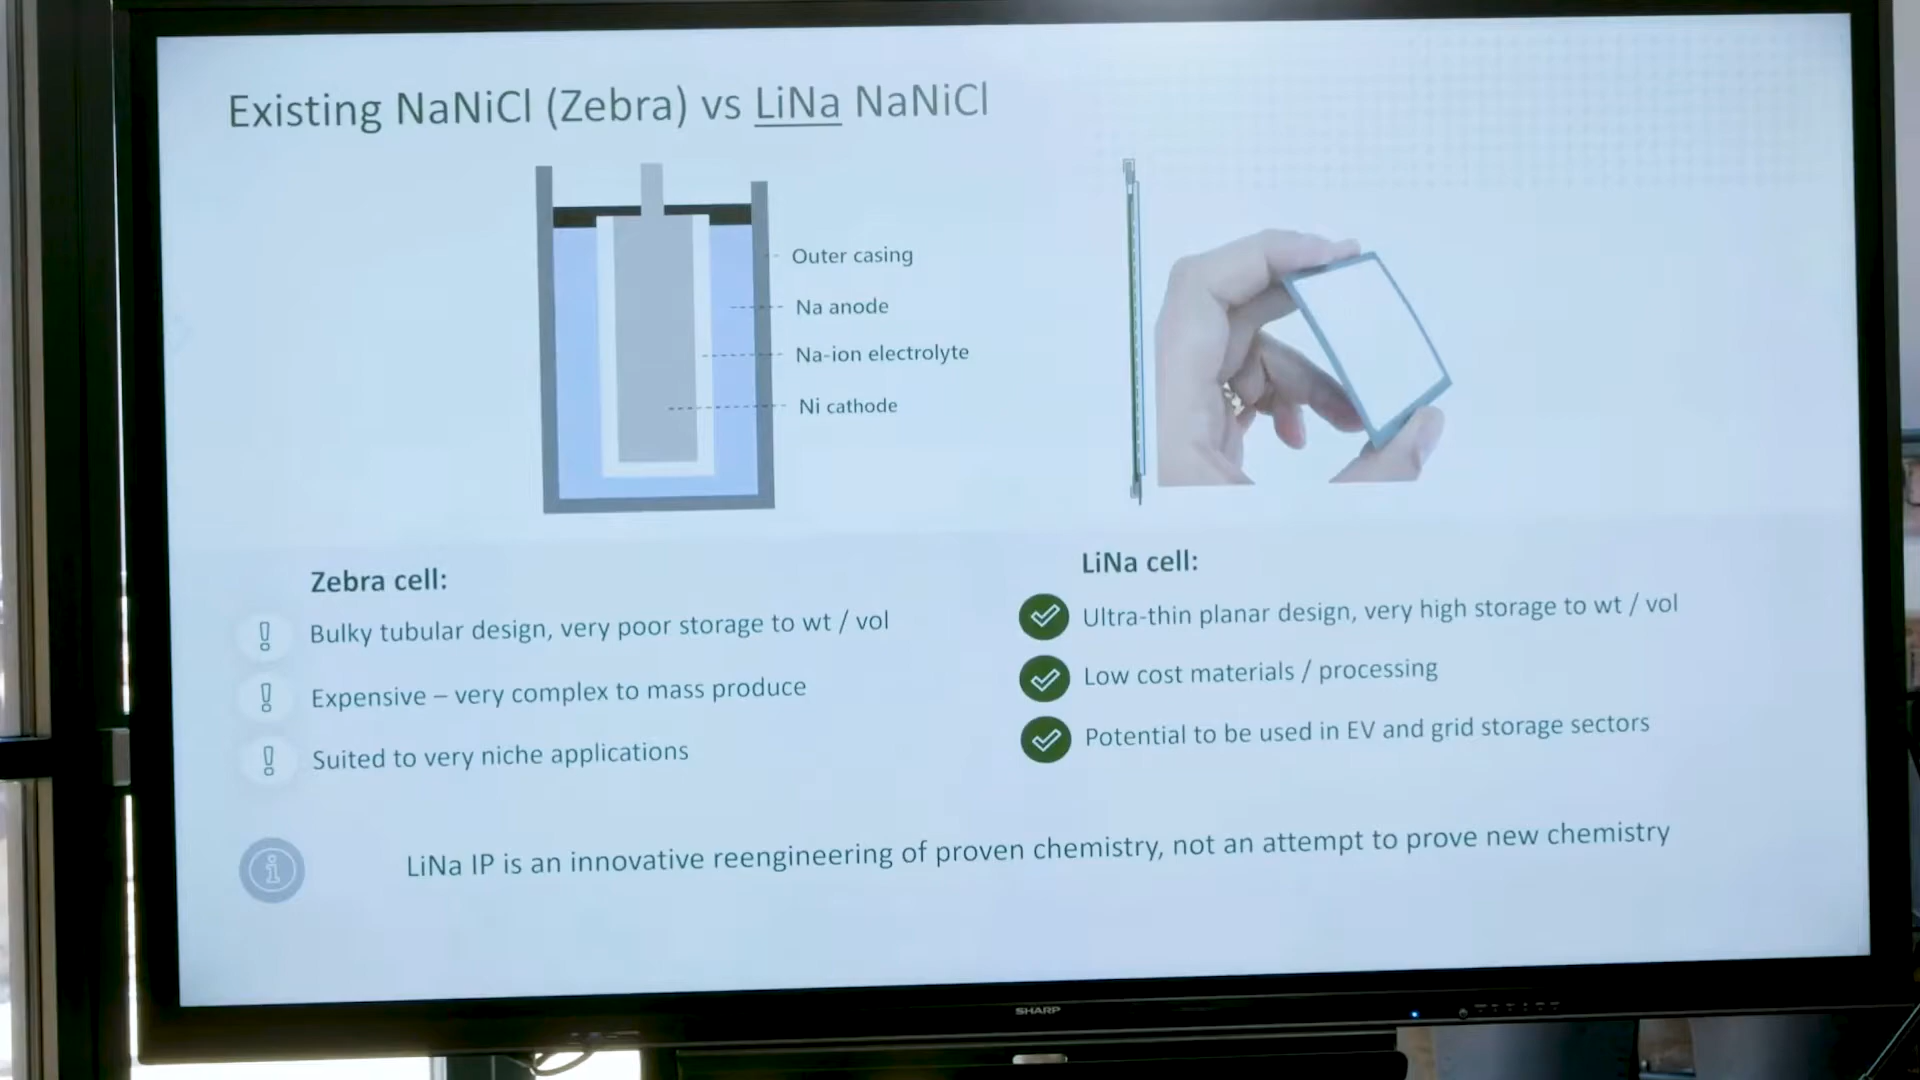 Existing NaNiCl (Zebra) vs LiNa NaNiCl
Outer casing
Na anode
Na-ion electrolyte
Ni cathode
Zebra cell:
Bulky tubular design, very poor storage to wt / vol
Expensive – very complex to mass produce
Suited to very niche applications
LiNa cell:
Ultra-thin planar design, very high storage to wt / vol
Low cost materials / processing
Potential to be used in EV and grid storage sectors
LiNa IP is an innovative reengineering of proven chemistry, not an attempt to prove new chemistry
SHARP